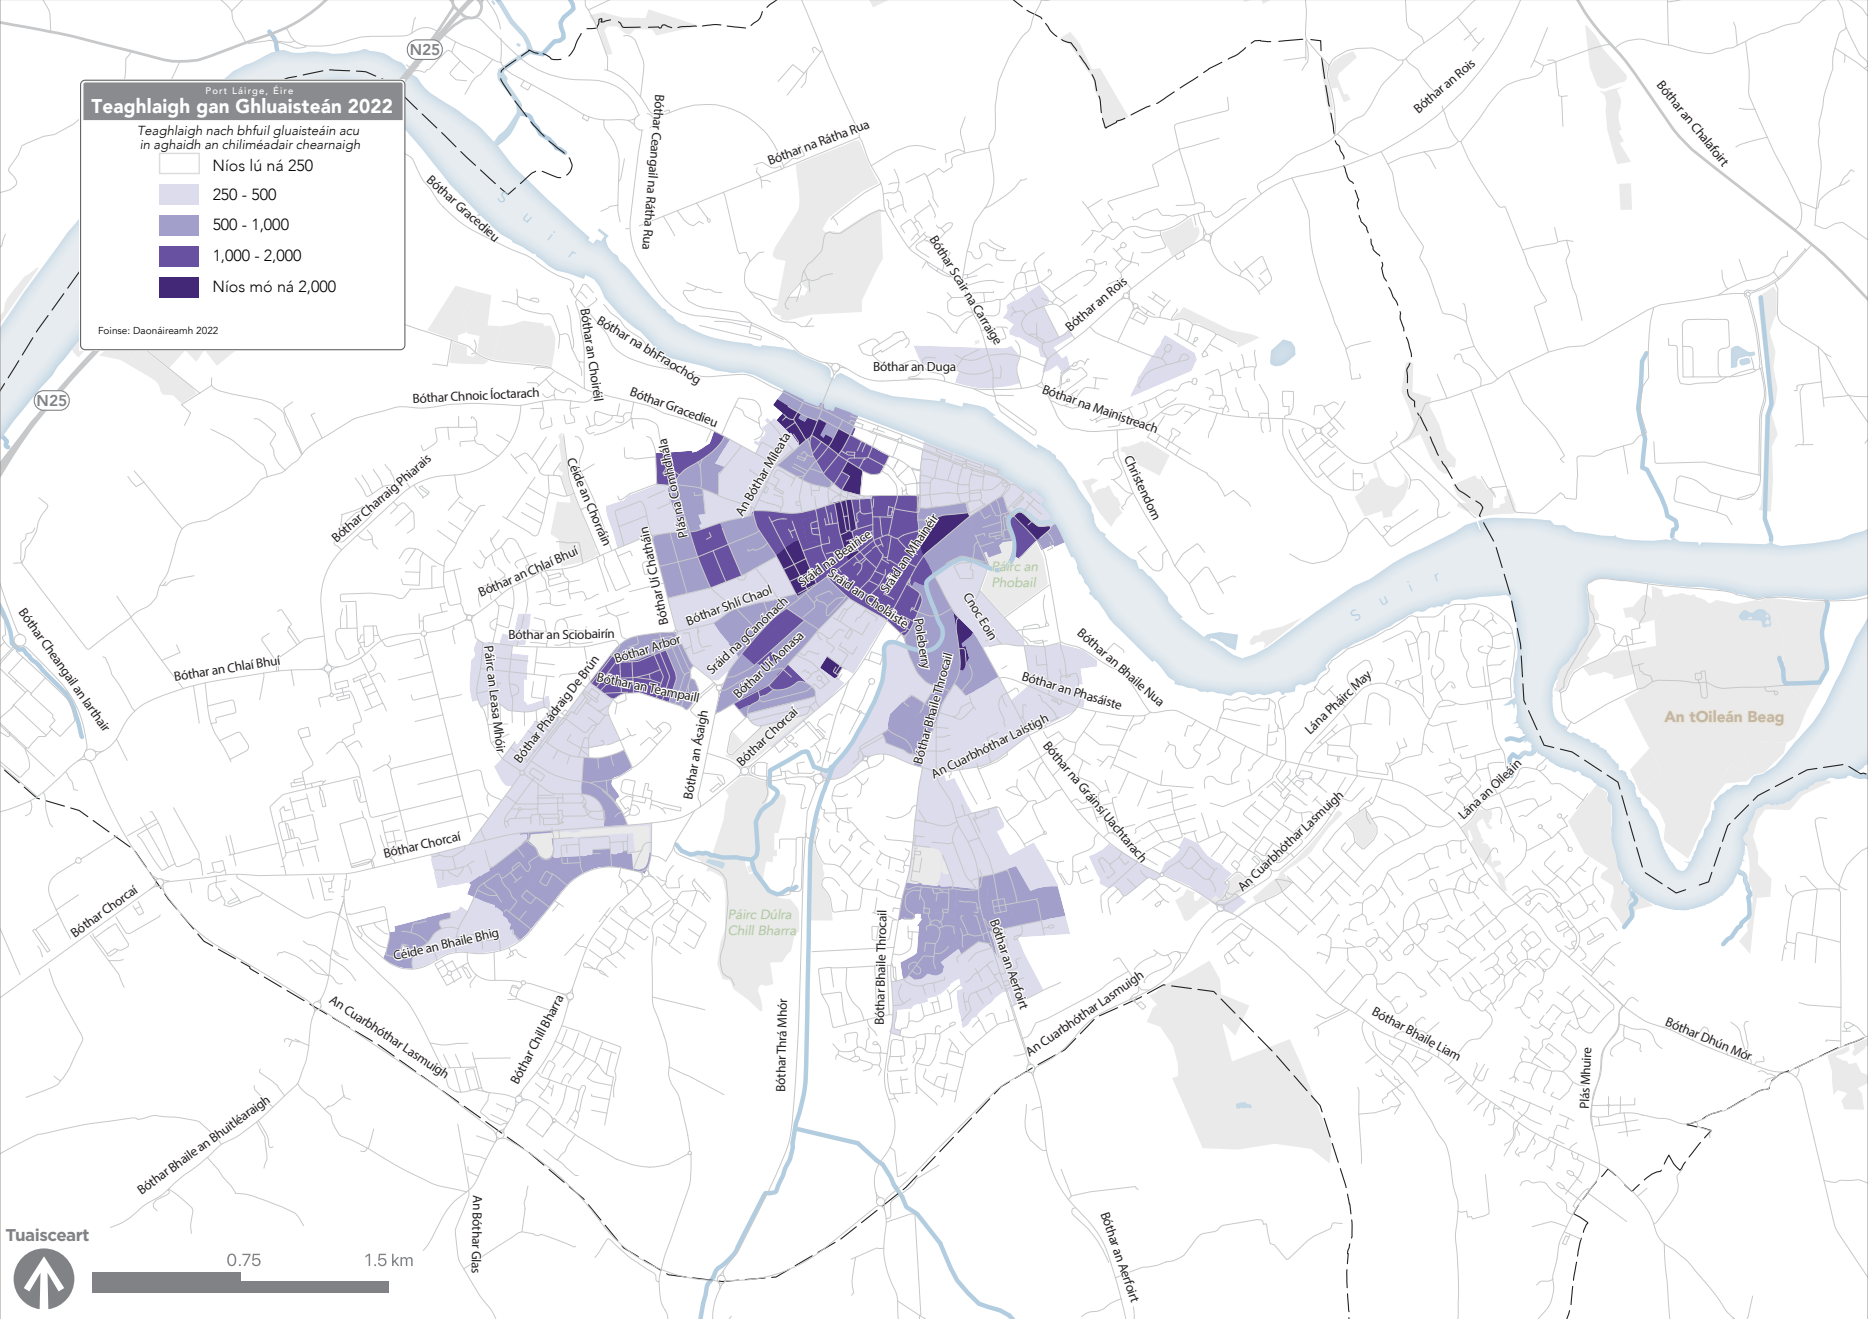 Port Láirge, Éire
Teaghlaigh gan Ghluaisteán 2022
Teaghlaigh nach bhfuil gluaisteáin acu
in aghaidh an chiliméadair chearnaigh
Níos lú ná 250
250 - 500
500 - 1,000
1,000 - 2,000
Níos mó ná 2,000
Foinse: Daonáireamh 2022
N25
N25
Suir
Suir
Bóthar Gracedieu
Bóthar Ceangail na Rátha Rua
Bóthar na Rátha Rua
Bóthar an Rois
Bóthar an Chalafoirt
Bóthar Scair na Carraige
Bóthar an Rois
Bóthar an Duga
Bóthar na Mainistreach
Christendom
Bóthar na bhFraochóg
Bóthar an Choiréil
Bóthar Gracedieu
Bóthar Chnoic Íoctarach
Bóthar Charraig Phiarais
Céide an Chorráin
Plás na Comhdhála
An Bóthar Míleata
Bóthar an Chlaí Bhuí
Bóthar Uí Chatháin
Bóthar Shlí Chaol
Sráid na Beairice
Sráid an Mhainéir
Sráid an Choláiste
Páirc an
Phobail
Cnoc Eoin
Poleberry
Bóthar an Sciobairín
Bóthar Arbor
Bóthar an Teampaill
Sráid na gCanónach
Bóthar Uí Aonasa
Bóthar Cheangail an Iarthair
Bóthar an Chlaí Bhuí
Páirc an Leasa Mhóir
Bóthar Phádraig De Brún
Bóthar an Ásaigh
Bóthar Chorcaí
Bóthar Bhaile Throcail
Bóthar an Bhaile Nua
Bóthar an Phasáiste
An Cuarbhóthar Laistigh
Lána Pháirc May
An tOileán Beag
Bóthar na Gráinsí Uachtarach
Lána an Oileáin
An Cuarbhóthar Lasmuigh
Bóthar Chorcaí
Bóthar Chorcaí
Céide an Bhaile Bhig
Páirc Dúlra
Chill Bharra
Bóthar Bhaile Throcail
Bóthar an Aerfoirt
An Cuarbhóthar Lasmuigh
An Cuarbhóthar Lasmuigh
Bóthar Chill Bharra
Bóthar Thrá Mhór
Bóthar Bhaile Liam
Bóthar Dhún Mór
Plás Mhuire
Bóthar Bhaile an Bhuitléaraigh
An Bóthar Glas
Bóthar an Aerfoirt
Tuaisceart
0.75
1.5 km